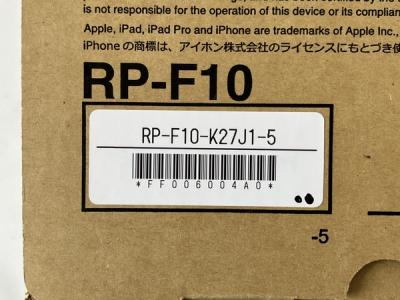 is not responsible for the operation of this device or its complian
Apple, iPad, iPad Pro and iPhone are trademarks of Apple Inc.,
iPhone の商標は、アイホン株式会社のライセンスにもとづき使
RP-F10
RP-F10-K27J1-5
*FF006004A0*
-5